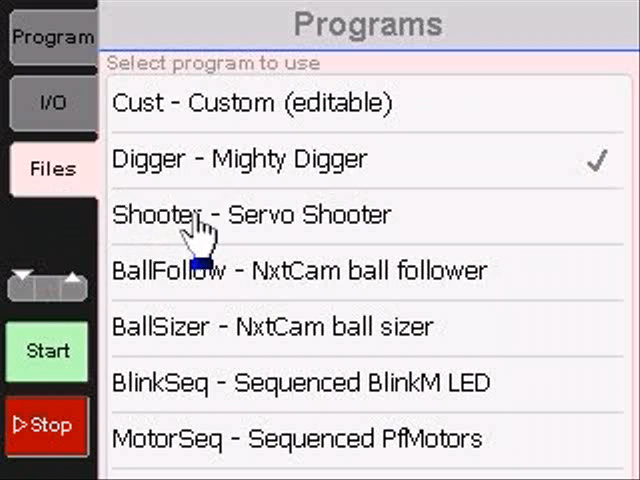 Programs
Program
Select program to use
I/O
Cust - Custom (editable)
Digger - Mighty Digger
Files
Shooter - Servo Shooter
BallFollow - NxtCam ball follower
BallSizer - NxtCam ball sizer
Start
BlinkSeq - Sequenced BlinkM LED
Stop
MotorSeq - Sequenced PfMotors